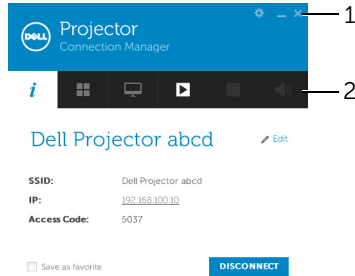 DELL
Projector
Connection Manager
1
i
2
Dell Projector abcd
Edit
SSID: Dell Projector abcd
IP: 192.168.100.10
Access Code: 5037
Save as favorite
DISCONNECT